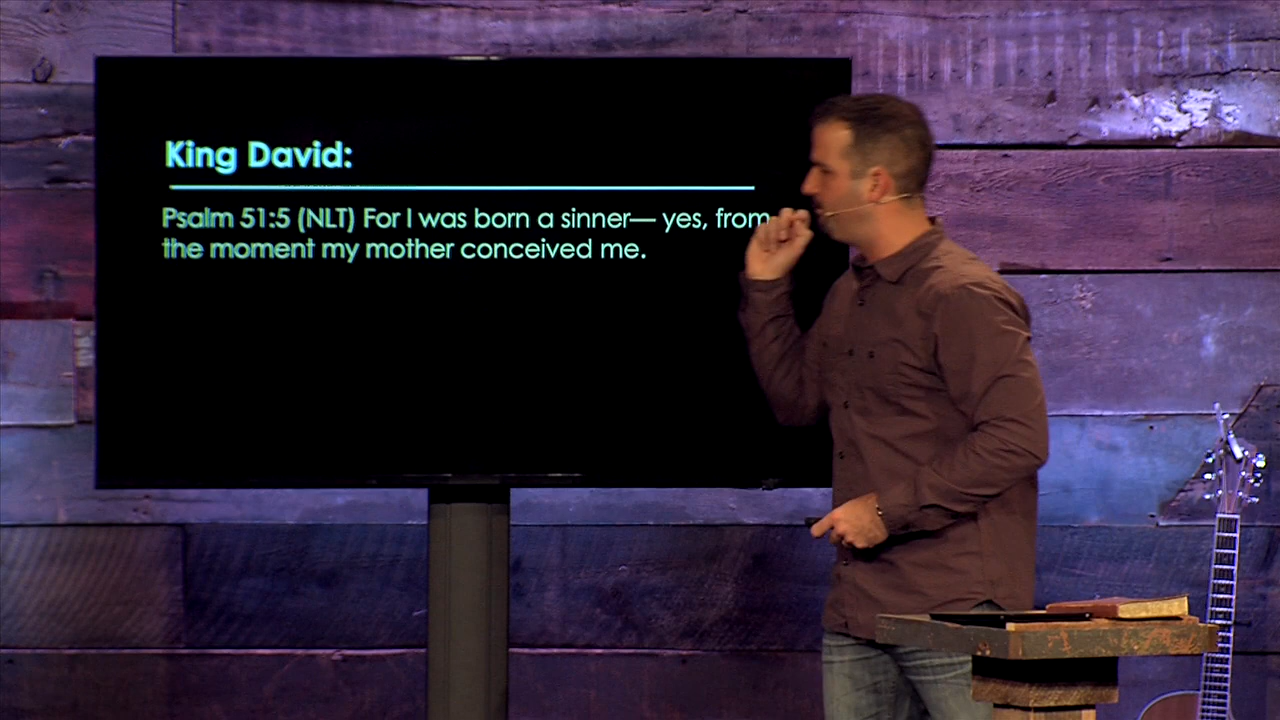 King David:
Psalm 51:5 (NLT) For I was born a sinner— yes, from
the moment my mother conceived me.